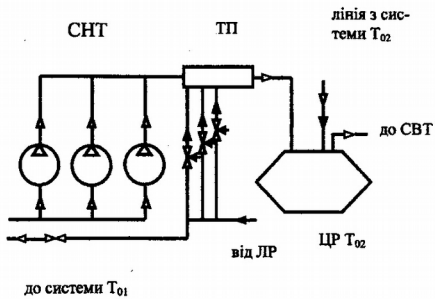 СНТ
ТП
лінія з сис-
теми Т02
до СВТ
від ЛР
ЦР Т02
до системи Т01